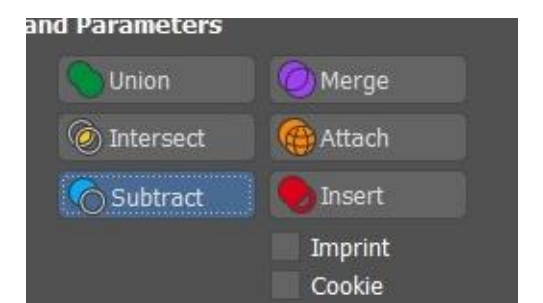 and Parameters
Union Merge
Intersect Attach
Subtract Insert
Imprint
Cookie